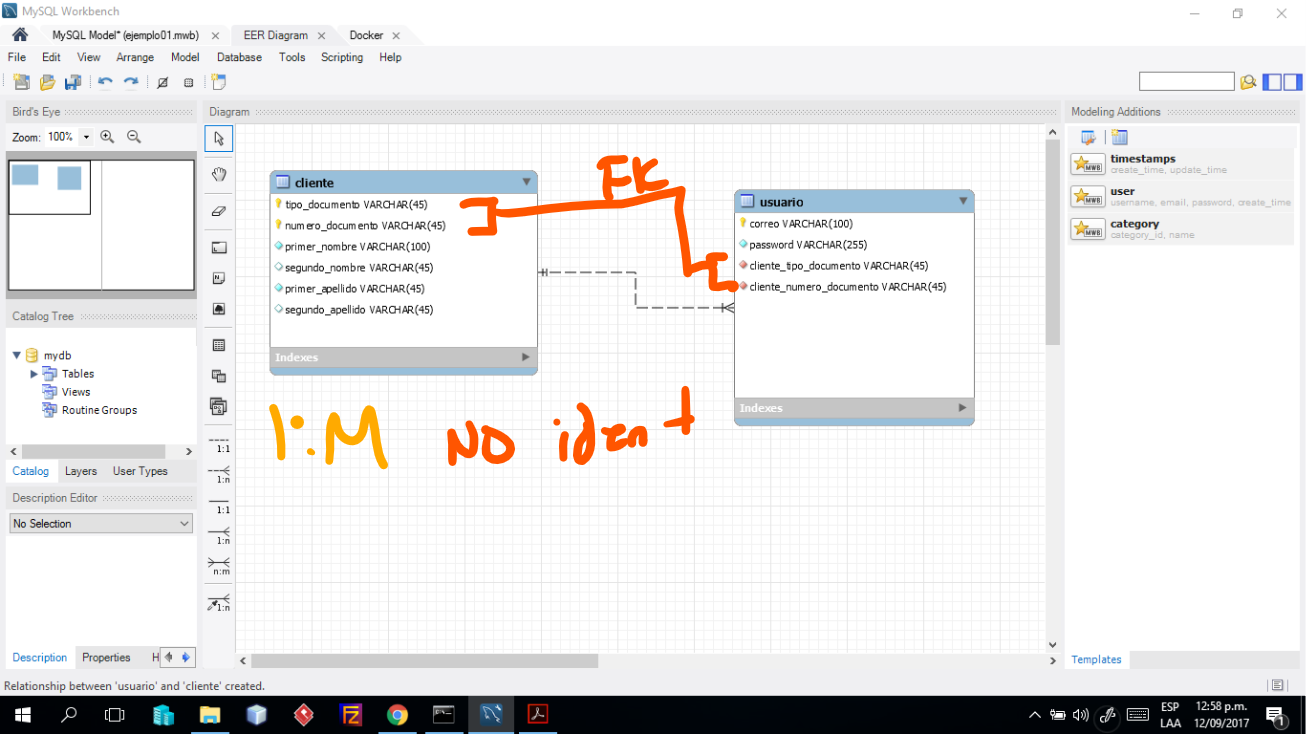 MySQL Workbench
MySQL Model* (ejemplo01.mwb) × EER Diagram × Docker ×
File Edit View Arrange Model Database Tools Scripting Help
Bird's Eye
Zoom: 100%
Diagram
Modeling Additions
timestamps
create_time, update_time
user
username, email, password, create_time
category
category_id, name
FK
cliente
tipo_documento VARCHAR(45)
numero_documento VARCHAR(45)
primer_nombre VARCHAR(100)
segundo_nombre VARCHAR(45)
primer_apellido VARCHAR(45)
segundo_apellido VARCHAR(45)
Indexes
usuario
correo VARCHAR(100)
password VARCHAR(255)
cliente_tipo_documento VARCHAR(45)
cliente_numero_documento VARCHAR(45)
Indexes
1:M NO ident
Catalog Tree
mydb
Tables
Views
Routine Groups
Catalog Layers User Types
Description Editor
No Selection
1:1
1:n
1:1
1:n
n:m
1:n
Description Properties H
Templates
Relationship between 'usuario' and 'cliente' created.
ESP
LAA
12:58 p.m.
12/09/2017
1